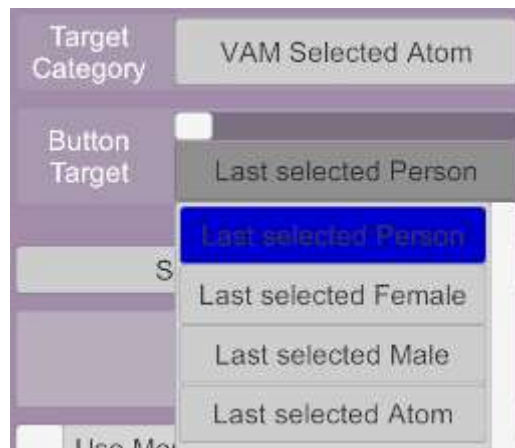 Target
Category
VAM Selected Atom
Button
Target
Last selected Person
Last selected Person
S
Last selected Female
Last selected Male
Last selected Atom
Use